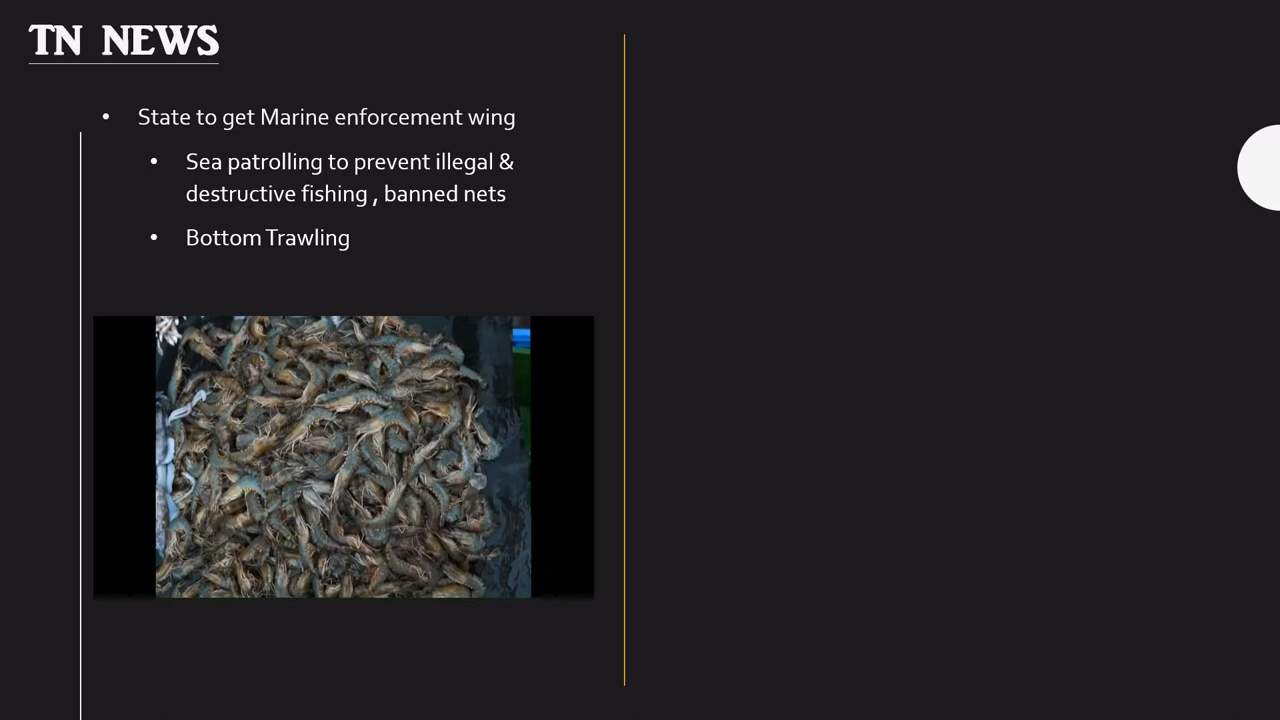 TN NEWS
• State to get Marine enforcement wing
• Sea patrolling to prevent illegal &
destructive fishing , banned nets
• Bottom Trawling